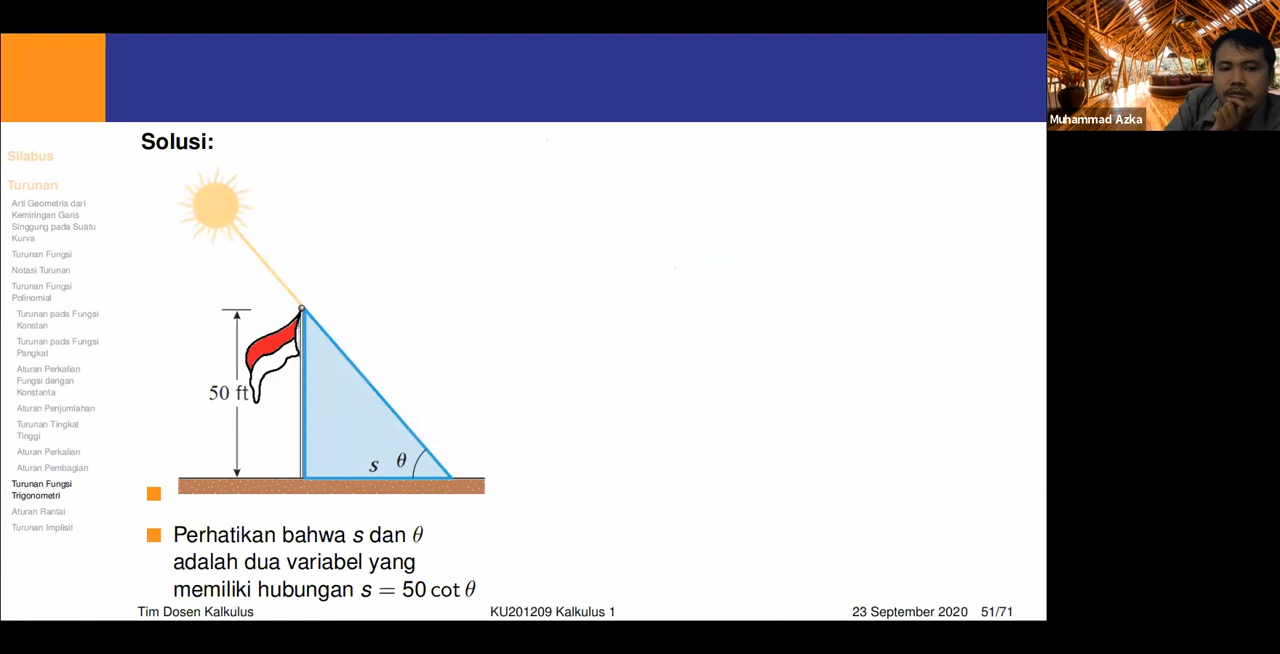 Muhammad Azka
Solusi:
Silabus
Turunan
Arti Geometris dari
Kemiringan Garis
Singgung pada Suatu
Kurva
Turunan Fungsi
Notasi Turunan
Turunan Fungsi
Polinomial
Turunan pada Fungsi
Konstan
Turunan pada Fungsi
Pangkat
Aturan Perkalian
Fungsi dengan
Konstanta
Aturan Penjumlahan
Turunan Tingkat
Tinggi
Aturan Perkalian
Aturan Pembagian
Turunan Fungsi
Trigonometri
Aturan Rantai
Turunan Implisit
50 ft
s θ
Perhatikan bahwa s dan θ
adalah dua variabel yang
memiliki hubungan s = 50 cot θ
Tim Dosen Kalkulus KU201209 Kalkulus 1 23 September 2020 51/71